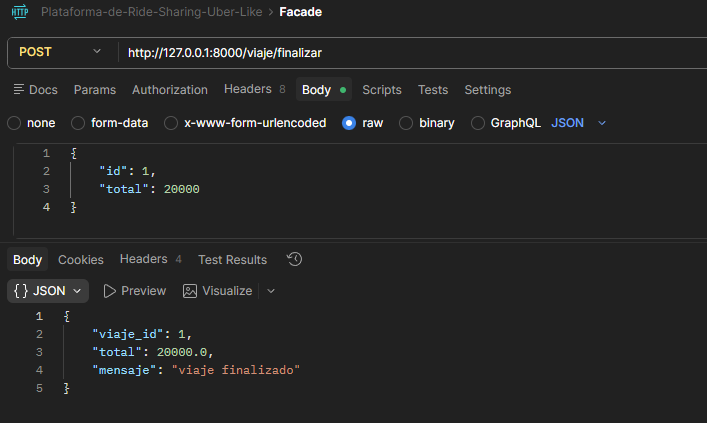 HTTP Plataforma-de-Ride-Sharing-Uber-Like > Facade
POST http://127.0.0.1:8000/viaje/finalizar
Docs Params Authorization Headers 8 Body Scripts Tests Settings
none form-data x-www-form-urlencoded raw binary GraphQL JSON
1 {
2 "id": 1,
3 "total": 20000
4 }
Body Cookies Headers 4 Test Results
{} JSON Preview Visualize
1 {
2 "viaje_id": 1,
3 "total": 20000.0,
4 "mensaje": "viaje finalizado"
5 }